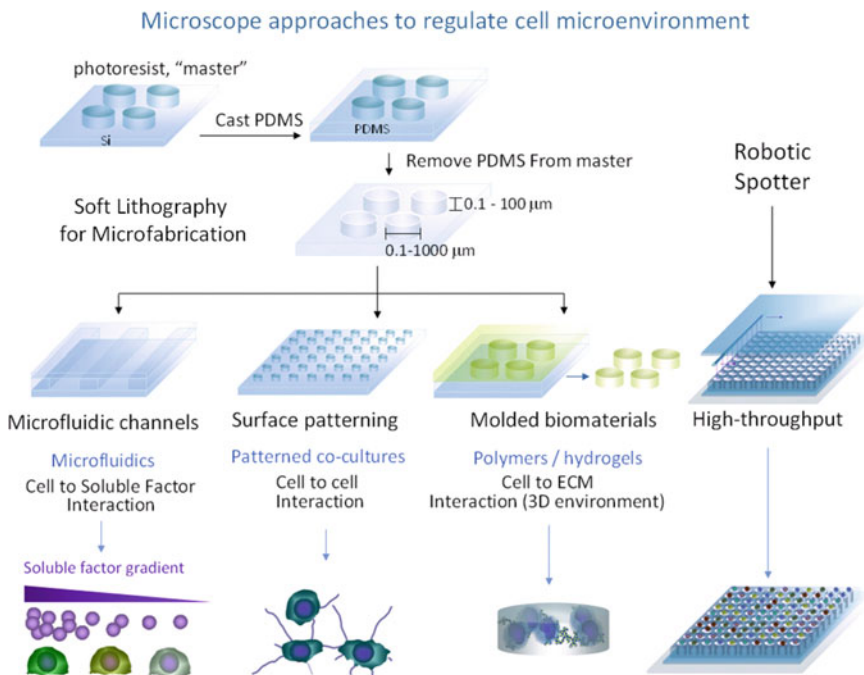 Microscope approaches to regulate cell microenvironment
photoresist, “master”
Si
Cast PDMS
PDMS
Remove PDMS From master
Soft Lithography
for Microfabrication
0.1 - 100 μm
0.1-1000 μm
Robotic
Spotter
Microfluidic channels
Surface patterning
Molded biomaterials
High-throughput
Microfluidics
Cell to Soluble Factor
Interaction
Patterned co-cultures
Cell to cell
Interaction
Polymers / hydrogels
Cell to ECM
Interaction (3D environment)
Soluble factor gradient